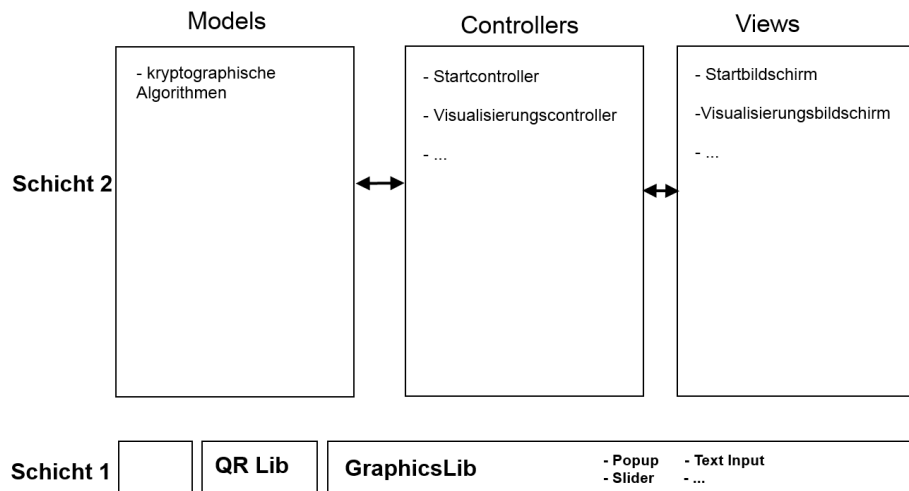 Models
Controllers
Views
- kryptographische
Algorithmen
- Startcontroller
- Visualisierungscontroller
- ...
- Startbildschirm
-Visualisierungsbildschirm
- ...
Schicht 2
Schicht 1
QR Lib
GraphicsLib
- Popup
- Slider
- Text Input
- ...